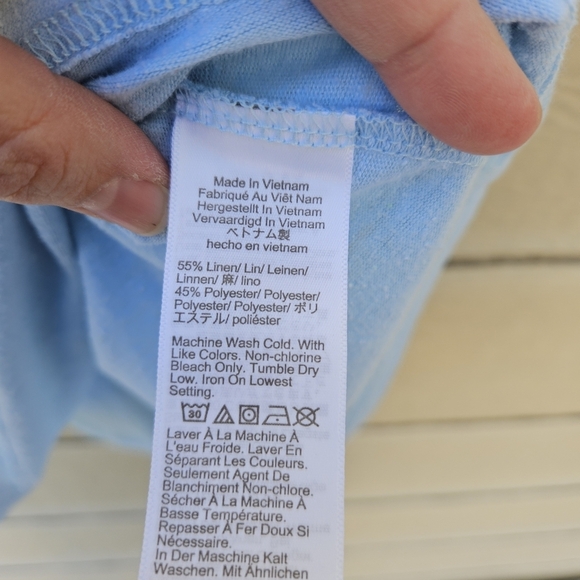 Made In Vietnam
Fabriqué Au Viêt Nam
Hergestellt In Vietnam
Vervaardigd In Vietnam
ベトナム製
hecho en vietnam
55% Linen/ Lin/ Leinen/
Linnen/ 麻/ lino
45% Polyester/ Polyester/
Polyester/ Polyester/ ポリ
エステル/ poliéster
Machine Wash Cold. With
Like Colors. Non-chlorine
Bleach Only. Tumble Dry
Low. Iron On Lowest
Setting.
30
Laver À La Machine À
L'eau Froide. Laver En
Séparant Les Couleurs.
Seulement Agent De
Blanchiment Non-chlore.
Sécher À La Machine À
Basse Température.
Repasser À Fer Doux Si
Nécessaire.
In Der Maschine Kalt
Waschen. Mit Ähnlichen